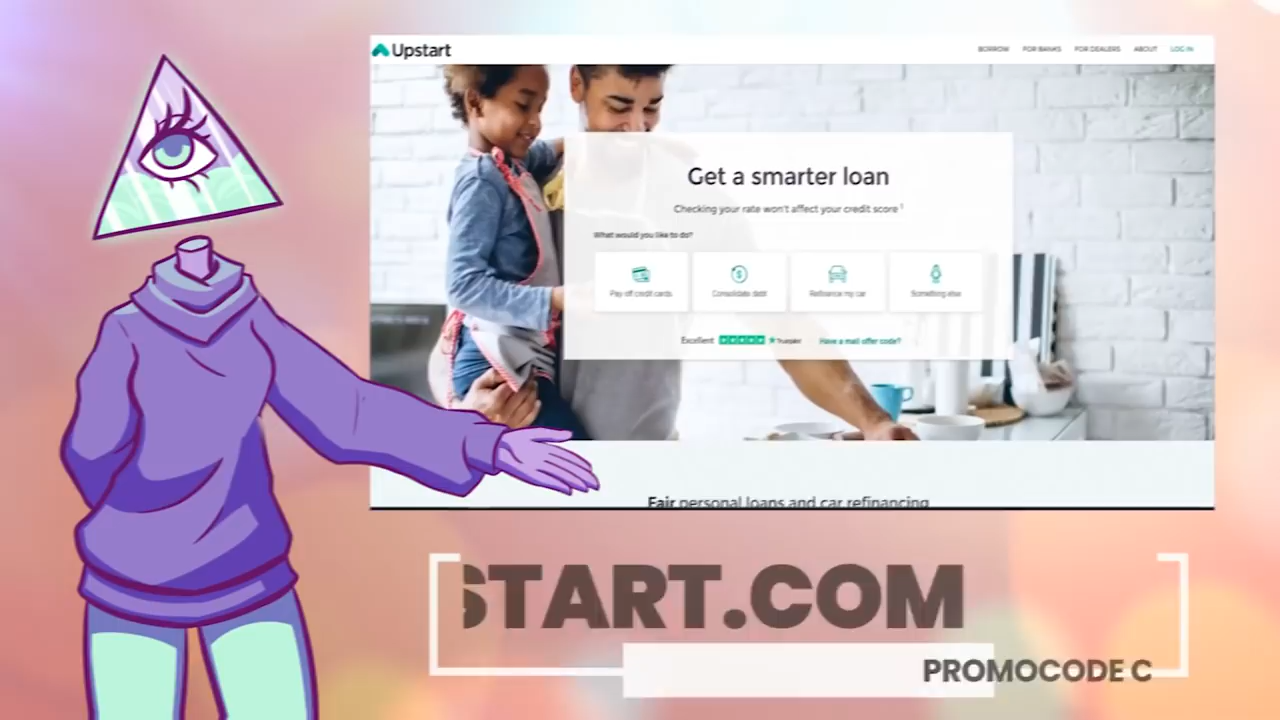 Upstart
BORROW FOR BANKS FOR DEALERS ABOUT LOG IN
Get a smarter loan
Checking your rate won't affect your credit score 1
What would you like to do?
Pay off credit cards Consolidate debt Refinance my car Something else
Excellent Trustpilot Have a mail offer code?
Fair personal loans and car refinancing
START.COM
PROMOCODE C